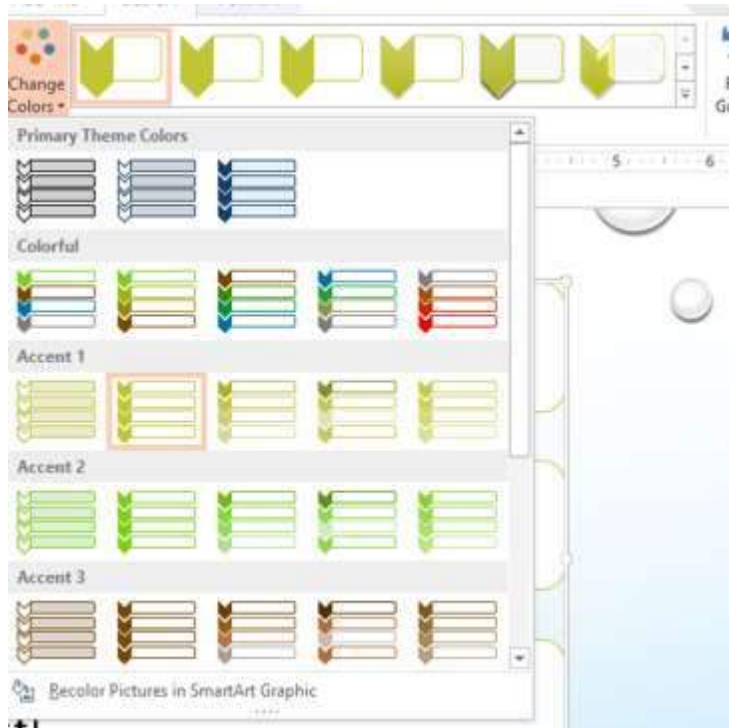 Change
Colors
Primary Theme Colors
5
6
Colorful
Accent 1
Accent 2
Accent 3
Recolor Pictures in SmartArt Graphic